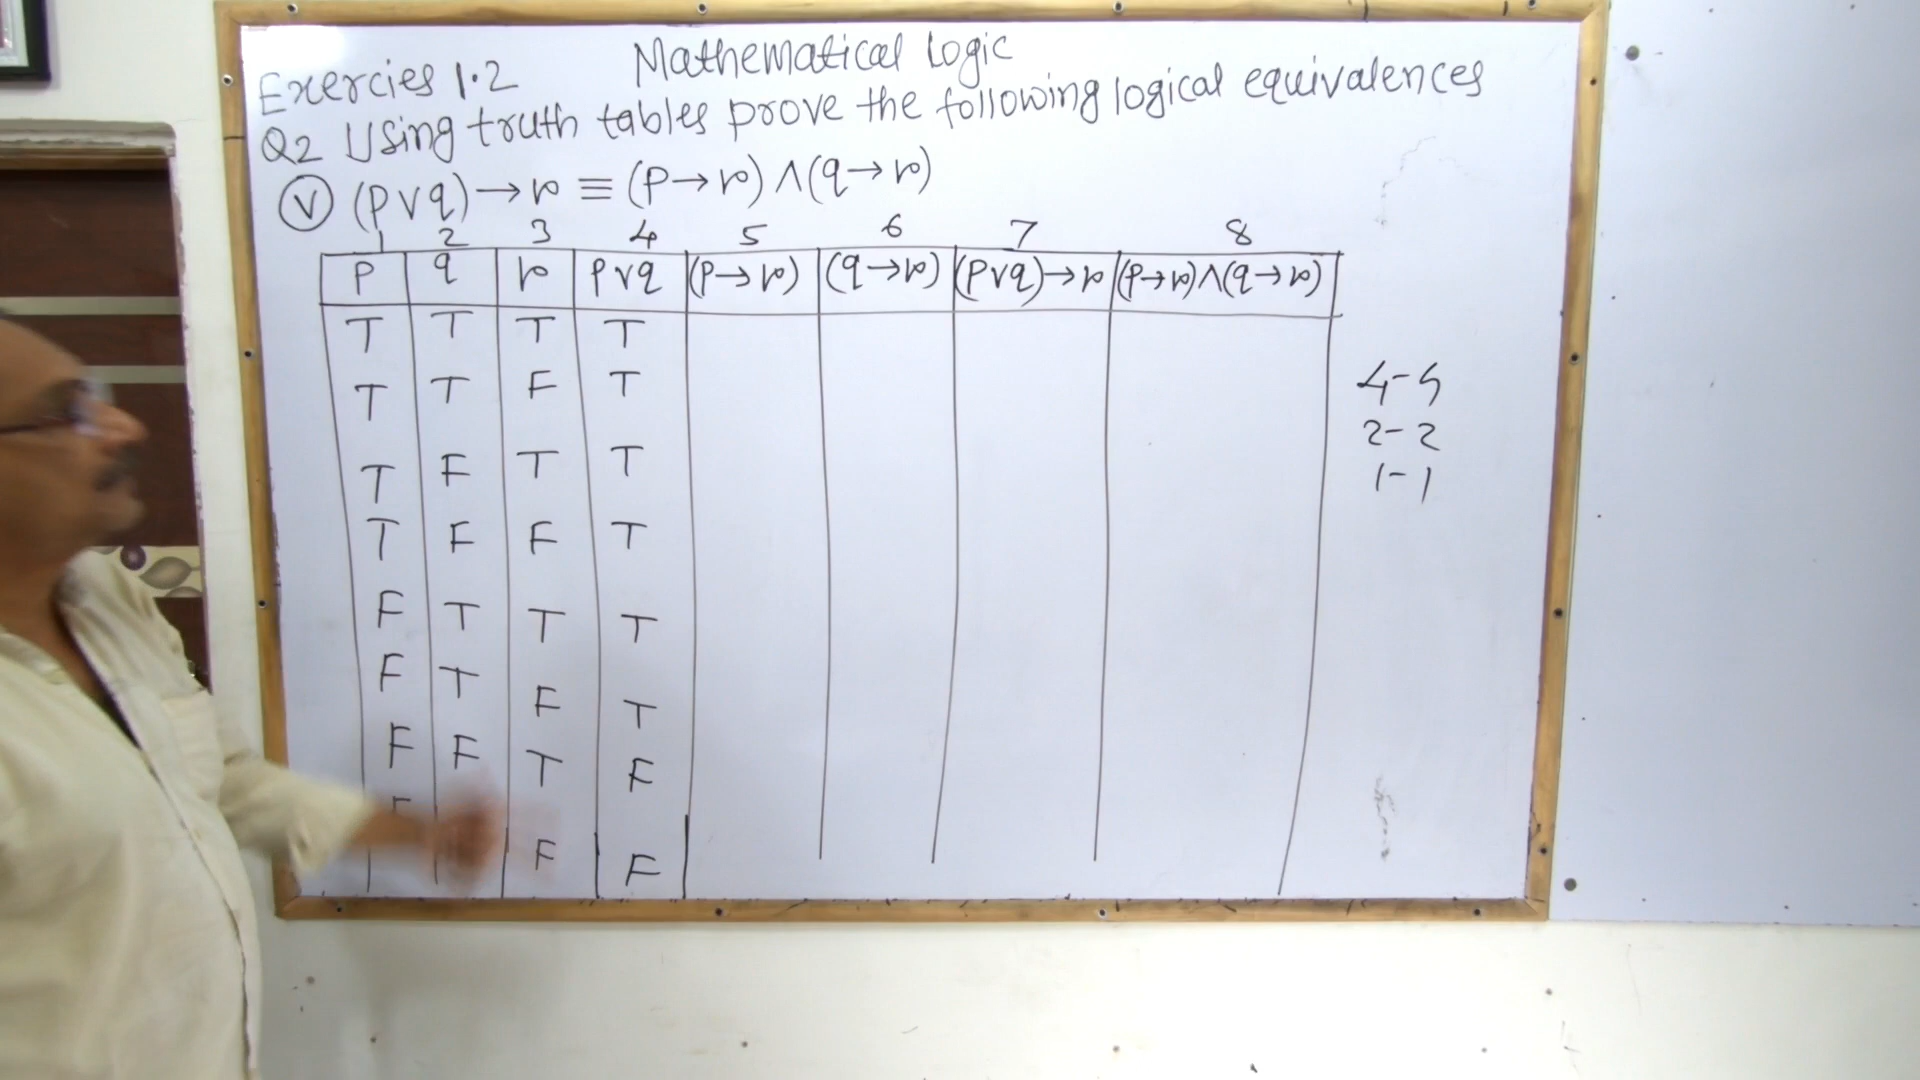 Mathematical Logic
Exercies 1.2
Q2 Using truth tables prove the following logical equivalences
(V) (p∨q)→r ≡ (p→r)∧(q→r)
1 2 3 4 5 6 7 8
p q r p∨q (p→r) (q→r) (p∨q)→r (p→r)∧(q→r)
T T T T
T T F T
T F T T
T F F T
F T T T
F T F T
F F T F
F F F
4-4
2-2
1-1